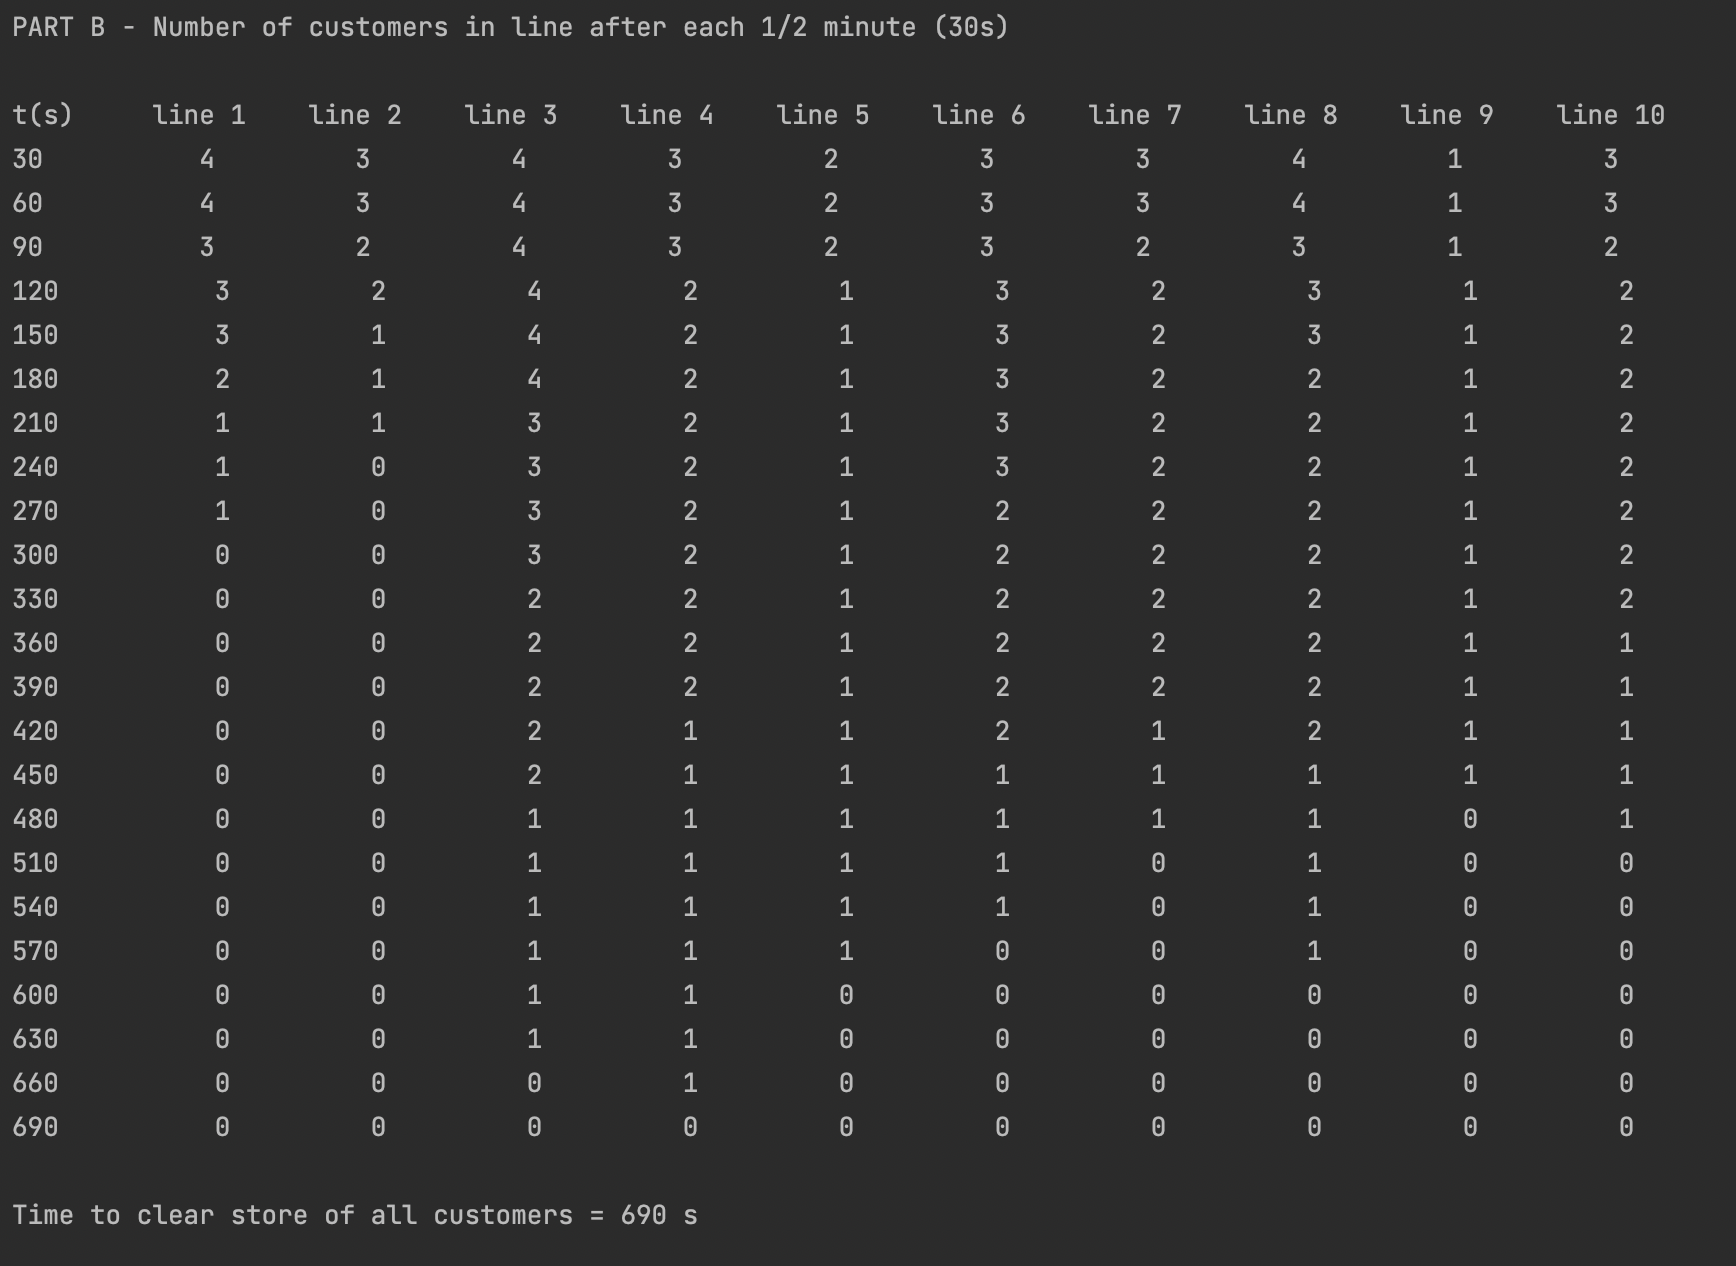 PART B - Number of customers in line after each 1/2 minute (30s)
t(s) line 1 line 2 line 3 line 4 line 5 line 6 line 7 line 8 line 9 line 10
30 4 3 4 3 2 3 3 4 1 3
60 4 3 4 3 2 3 3 4 1 3
90 3 2 4 3 2 3 2 3 1 2
120 3 2 4 2 1 3 2 3 1 2
150 3 1 4 2 1 3 2 3 1 2
180 2 1 4 2 1 3 2 2 1 2
210 1 1 3 2 1 3 2 2 1 2
240 1 0 3 2 1 3 2 2 1 2
270 1 0 3 2 1 2 2 2 1 2
300 0 0 3 2 1 2 2 2 1 2
330 0 0 2 2 1 2 2 2 1 2
360 0 0 2 2 1 2 2 2 1 1
390 0 0 2 2 1 2 2 2 1 1
420 0 0 2 1 1 2 1 2 1 1
450 0 0 2 1 1 1 1 1 1 1
480 0 0 1 1 1 1 1 1 0 1
510 0 0 1 1 1 1 0 1 0 0
540 0 0 1 1 1 1 0 1 0 0
570 0 0 1 1 1 0 0 1 0 0
600 0 0 1 1 0 0 0 0 0 0
630 0 0 1 1 0 0 0 0 0 0
660 0 0 0 1 0 0 0 0 0 0
690 0 0 0 0 0 0 0 0 0 0
Time to clear store of all customers = 690 s